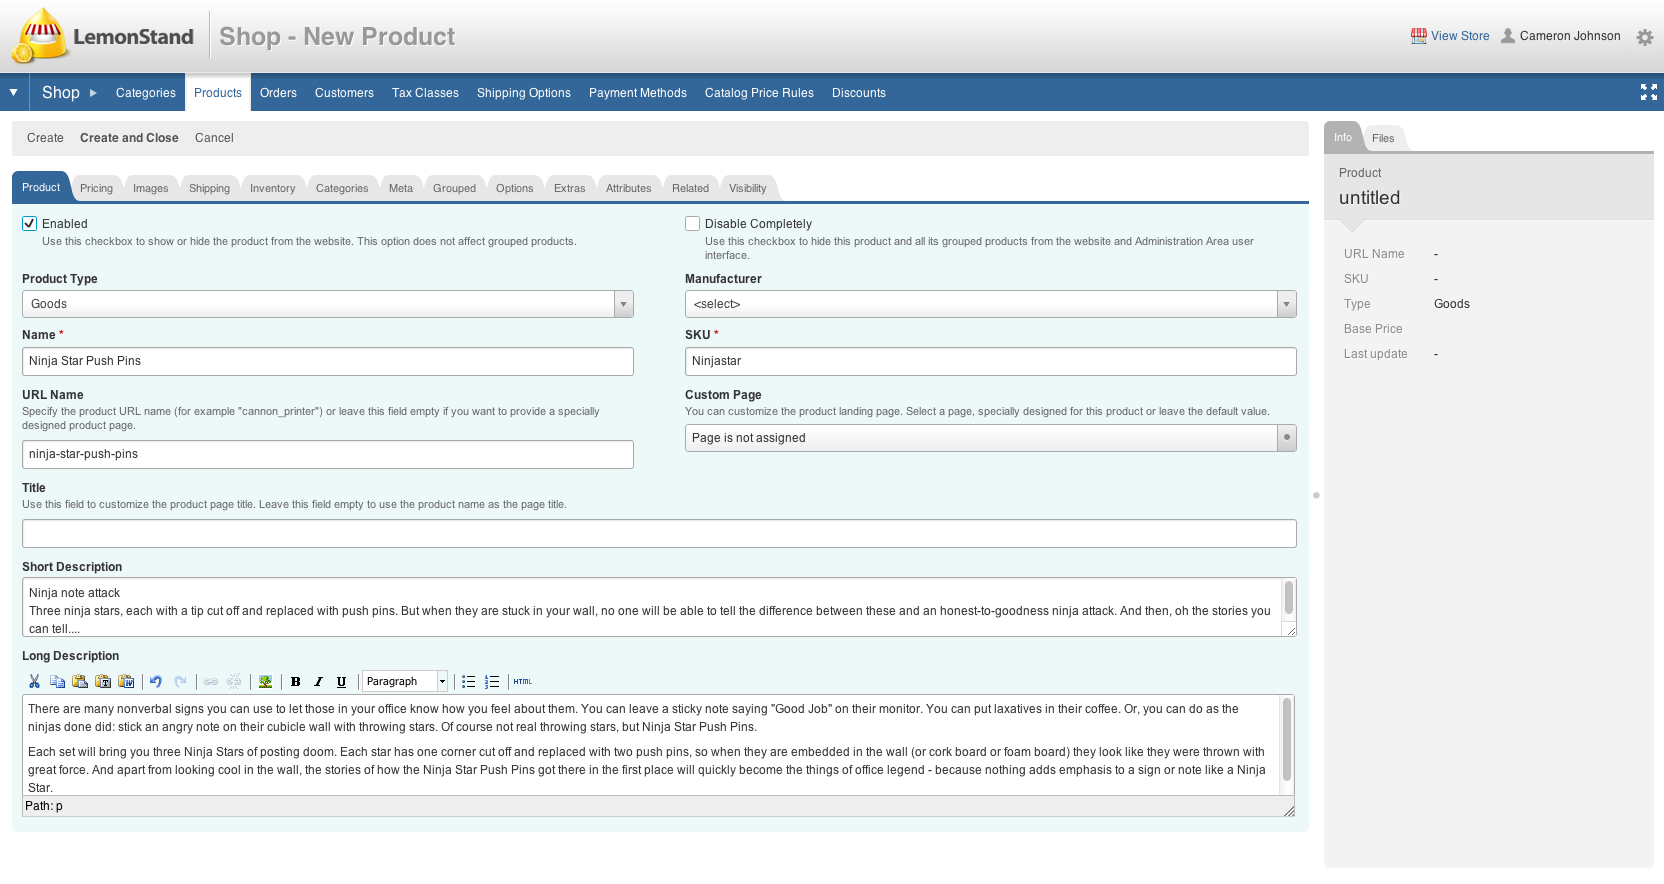 LemonStand
Shop - New Product
View Store
Cameron Johnson
Shop
Categories
Products
Orders
Customers
Tax Classes
Shipping Options
Payment Methods
Catalog Price Rules
Discounts
Create
Create and Close
Cancel
Product
Pricing
Images
Shipping
Inventory
Categories
Meta
Grouped
Options
Extras
Attributes
Related
Visibility
Enabled
Use this checkbox to show or hide the product from the website. This option does not affect grouped products.
Disable Completely
Use this checkbox to hide this product and all its grouped products from the website and Administration Area user
interface.
Product Type
Goods
Manufacturer
<select>
Name *
Ninja Star Push Pins
SKU *
Ninjastar
URL Name
Specify the product URL name (for example "cannon_printer") or leave this field empty if you want to provide a specially
designed product page.
ninja-star-push-pins
Custom Page
You can customize the product landing page. Select a page, specially designed for this product or leave the default value.
Page is not assigned
Title
Use this field to customize the product page title. Leave this field empty to use the product name as the page title.
Short Description
Ninja note attack
Three ninja stars, each with a tip cut off and replaced with push pins. But when they are stuck in your wall, no one will be able to tell the difference between these and an honest-to-goodness ninja attack. And then, oh the stories you
can tell....
Long Description
B I U
Paragraph
HTML
There are many nonverbal signs you can use to let those in your office know how you feel about them. You can leave a sticky note saying "Good Job" on their monitor. You can put laxatives in their coffee. Or, you can do as the
ninjas done did: stick an angry note on their cubicle wall with throwing stars. Of course not real throwing stars, but Ninja Star Push Pins.
Each set will bring you three Ninja Stars of posting doom. Each star has one corner cut off and replaced with two push pins, so when they are embedded in the wall (or cork board or foam board) they look like they were thrown with
great force. And apart from looking cool in the wall, the stories of how the Ninja Star Push Pins got there in the first place will quickly become the things of office legend - because nothing adds emphasis to a sign or note like a Ninja
Star.
Path: p
Info
Files
Product
untitled
URL Name -
SKU -
Type Goods
Base Price
Last update -